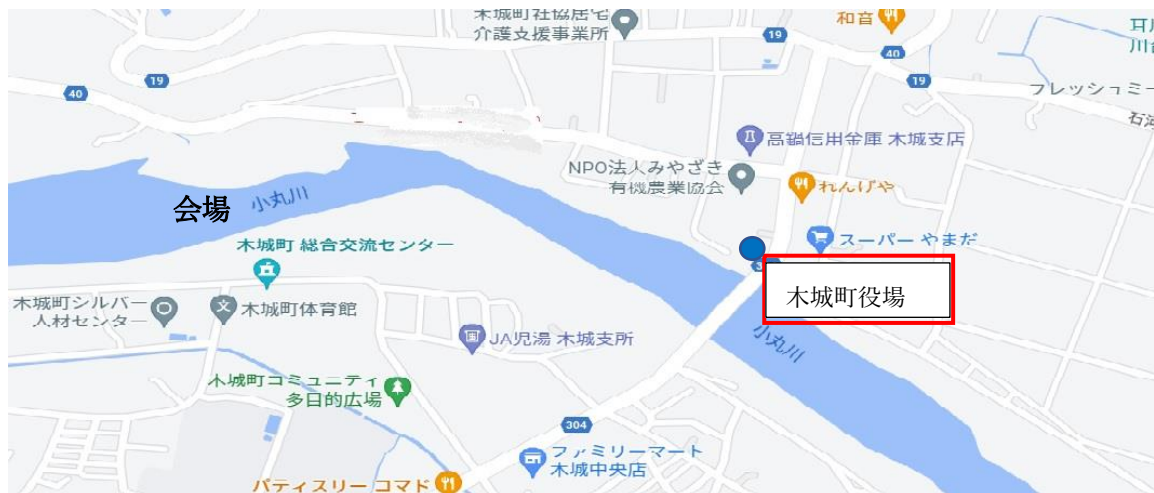 木城町社協居宅
介護支援事業所
和音
19
40
耳川
川台
19
40
19
フレッシュミー
石河
高鍋信用金庫 木城支店
NPO法人みやざき
有機農業協会
れんげや
会場
小丸川
木城町 総合交流センター
スーパー やまだ
木城町役場
木城町シルバー
人材センター
木城町体育館
JA児湯 木城支所
小丸川
木城町コミュニティ
多目的広場
304
ファミリーマート
木城中央店
パティスリー コマド